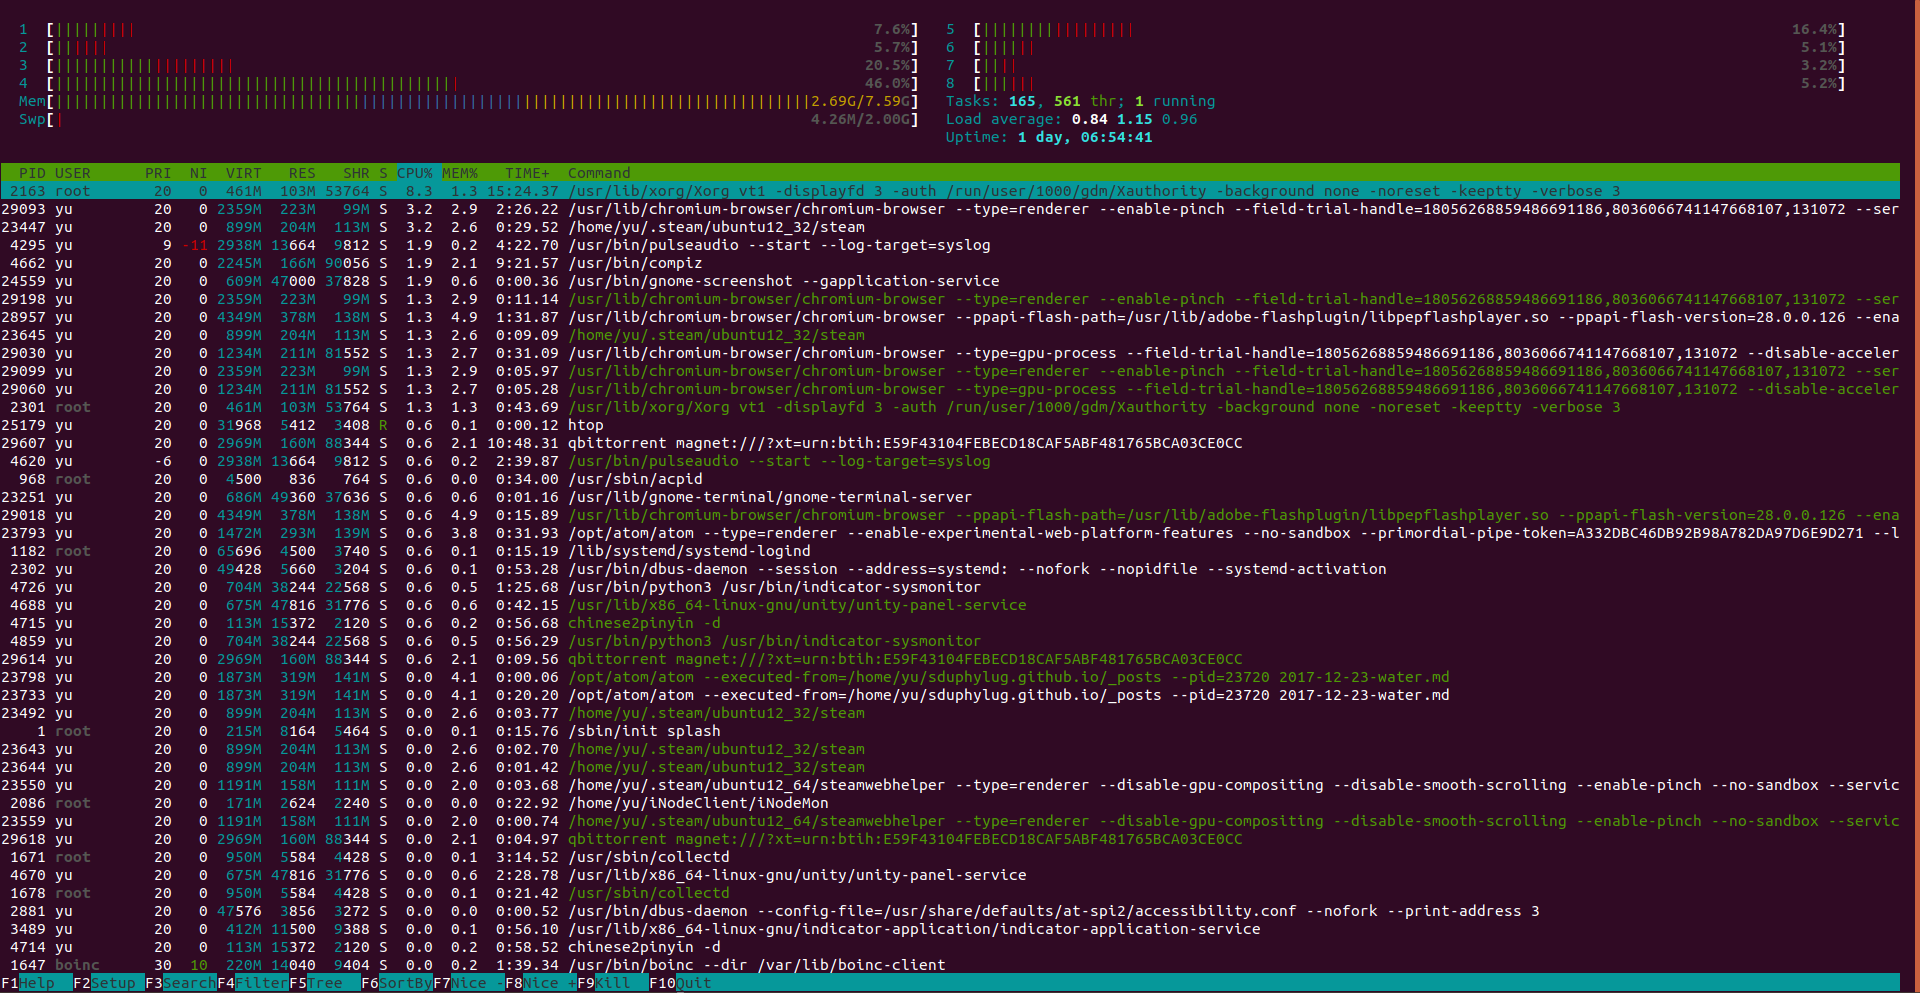 1 [||||||||| 7.6%] 5 [||||||||||||||||| 16.4%]
2 [|||||| 5.7%] 6 [|||||| 5.1%]
3 [|||||||||||||||||||| 20.5%] 7 [|||| 3.2%]
4 [||||||||||||||||||||||||||||||||||||||||||||| 46.0%] 8 [|||||| 5.2%]
Mem[||||||||||||||||||||||||||||||||||||||||||||||||||||||||||||||||||||||||||||||||||||2.69G/7.59G] Tasks: 165, 561 thr; 1 running
Swp[| 4.26M/2.00G] Load average: 0.84 1.15 0.96
Uptime: 1 day, 06:54:41
PID USER PRI NI VIRT RES SHR S CPU% MEM% TIME+ Command
2163 root 20 0 461M 103M 53764 S 8.3 1.3 15:24.37 /usr/lib/xorg/Xorg vt1 -displayfd 3 -auth /run/user/1000/gdm/Xauthority -background none -noreset -keeptty -verbose 3
29093 yu 20 0 2359M 223M 99M S 3.2 2.9 2:26.22 /usr/lib/chromium-browser/chromium-browser --type=renderer --enable-pinch --field-trial-handle=18056268859486691186,8036066741147668107,131072 --ser
23447 yu 20 0 899M 204M 113M S 3.2 2.6 0:29.52 /home/yu/.steam/ubuntu12_32/steam
4295 yu 9 -11 2938M 13664 9812 S 1.9 0.2 4:22.70 /usr/bin/pulseaudio --start --log-target=syslog
4662 yu 20 0 2245M 166M 90056 S 1.9 2.1 9:21.57 /usr/bin/compiz
24559 yu 20 0 609M 47000 37828 S 1.9 0.6 0:00.36 /usr/bin/gnome-screenshot --gapplication-service
29198 yu 20 0 2359M 223M 99M S 1.3 2.9 0:11.14 /usr/lib/chromium-browser/chromium-browser --type=renderer --enable-pinch --field-trial-handle=18056268859486691186,8036066741147668107,131072 --ser
28957 yu 20 0 4349M 378M 138M S 1.3 4.9 1:31.87 /usr/lib/chromium-browser/chromium-browser --ppapi-flash-path=/usr/lib/adobe-flashplugin/libpepflashplayer.so --ppapi-flash-version=28.0.0.126 --ena
23645 yu 20 0 899M 204M 113M S 1.3 2.6 0:09.09 /home/yu/.steam/ubuntu12_32/steam
29030 yu 20 0 1234M 211M 81552 S 1.3 2.7 0:31.09 /usr/lib/chromium-browser/chromium-browser --type=gpu-process --field-trial-handle=18056268859486691186,8036066741147668107,131072 --disable-acceler
29099 yu 20 0 2359M 223M 99M S 1.3 2.9 0:05.97 /usr/lib/chromium-browser/chromium-browser --type=renderer --enable-pinch --field-trial-handle=18056268859486691186,8036066741147668107,131072 --ser
29060 yu 20 0 1234M 211M 81552 S 1.3 2.7 0:05.28 /usr/lib/chromium-browser/chromium-browser --type=gpu-process --field-trial-handle=18056268859486691186,8036066741147668107,131072 --disable-acceler
2301 root 20 0 461M 103M 53764 S 1.3 1.3 0:43.69 /usr/lib/xorg/Xorg vt1 -displayfd 3 -auth /run/user/1000/gdm/Xauthority -background none -noreset -keeptty -verbose 3
25179 yu 20 0 31968 5412 3408 R 0.6 0.1 0:00.12 htop
29607 yu 20 0 2969M 160M 88344 S 0.6 2.1 10:48.31 qbittorrent magnet:///?xt=urn:btih:E59F43104FEBECD18CAF5ABF481765BCA03CE0CC
4620 yu -6 0 2938M 13664 9812 S 0.6 0.2 2:39.87 /usr/bin/pulseaudio --start --log-target=syslog
968 root 20 0 4500 836 764 S 0.6 0.0 0:34.00 /usr/sbin/acpid
23251 yu 20 0 686M 49360 37636 S 0.6 0.6 0:01.16 /usr/lib/gnome-terminal/gnome-terminal-server
29018 yu 20 0 4349M 378M 138M S 0.6 4.9 0:15.89 /usr/lib/chromium-browser/chromium-browser --ppapi-flash-path=/usr/lib/adobe-flashplugin/libpepflashplayer.so --ppapi-flash-version=28.0.0.126 --ena
23793 yu 20 0 1472M 293M 139M S 0.6 3.8 0:31.93 /opt/atom/atom --type=renderer --enable-experimental-web-platform-features --no-sandbox --primordial-pipe-token=A332DBC46DB92B98A782DA97D6E9D271 --l
1182 root 20 0 65696 4500 3740 S 0.6 0.1 0:15.19 /lib/systemd/systemd-logind
2302 yu 20 0 49428 5660 3204 S 0.6 0.1 0:53.28 /usr/bin/dbus-daemon --session --address=systemd: --nofork --nopidfile --systemd-activation
4726 yu 20 0 704M 38244 22568 S 0.6 0.5 1:25.68 /usr/bin/python3 /usr/bin/indicator-sysmonitor
4688 yu 20 0 675M 47816 31776 S 0.6 0.6 0:42.15 /usr/lib/x86_64-linux-gnu/unity/unity-panel-service
4715 yu 20 0 113M 15372 2120 S 0.6 0.2 0:56.68 chinese2pinyin -d
4859 yu 20 0 704M 38244 22568 S 0.6 0.5 0:56.29 /usr/bin/python3 /usr/bin/indicator-sysmonitor
29614 yu 20 0 2969M 160M 88344 S 0.6 2.1 0:09.56 qbittorrent magnet:///?xt=urn:btih:E59F43104FEBECD18CAF5ABF481765BCA03CE0CC
23798 yu 20 0 1873M 319M 141M S 0.0 4.1 0:00.06 /opt/atom/atom --executed-from=/home/yu/sduphylug.github.io/_posts --pid=23720 2017-12-23-water.md
23733 yu 20 0 1873M 319M 141M S 0.0 4.1 0:20.20 /opt/atom/atom --executed-from=/home/yu/sduphylug.github.io/_posts --pid=23720 2017-12-23-water.md
23492 yu 20 0 899M 204M 113M S 0.0 2.6 0:03.77 /home/yu/.steam/ubuntu12_32/steam
1 root 20 0 215M 8164 5464 S 0.0 0.1 0:15.76 /sbin/init splash
23643 yu 20 0 899M 204M 113M S 0.0 2.6 0:02.70 /home/yu/.steam/ubuntu12_32/steam
23644 yu 20 0 899M 204M 113M S 0.0 2.6 0:01.42 /home/yu/.steam/ubuntu12_32/steam
23550 yu 20 0 1191M 158M 111M S 0.0 2.0 0:03.68 /home/yu/.steam/ubuntu12_64/steamwebhelper --type=renderer --disable-gpu-compositing --disable-smooth-scrolling --enable-pinch --no-sandbox --servic
2086 root 20 0 171M 2624 2240 S 0.0 0.0 0:22.92 /home/yu/iNodeClient/iNodeMon
23559 yu 20 0 1191M 158M 111M S 0.0 2.0 0:00.74 /home/yu/.steam/ubuntu12_64/steamwebhelper --type=renderer --disable-gpu-compositing --disable-smooth-scrolling --enable-pinch --no-sandbox --servic
29618 yu 20 0 2969M 160M 88344 S 0.0 2.1 0:04.97 qbittorrent magnet:///?xt=urn:btih:E59F43104FEBECD18CAF5ABF481765BCA03CE0CC
1671 root 20 0 950M 5584 4428 S 0.0 0.1 3:14.52 /usr/sbin/collectd
4670 yu 20 0 675M 47816 31776 S 0.0 0.6 2:28.78 /usr/lib/x86_64-linux-gnu/unity/unity-panel-service
1678 root 20 0 950M 5584 4428 S 0.0 0.1 0:21.42 /usr/sbin/collectd
2881 yu 20 0 47576 3856 3272 S 0.0 0.0 0:00.52 /usr/bin/dbus-daemon --config-file=/usr/share/defaults/at-spi2/accessibility.conf --nofork --print-address 3
3489 yu 20 0 412M 11500 9388 S 0.0 0.1 0:56.10 /usr/lib/x86_64-linux-gnu/indicator-application/indicator-application-service
4714 yu 20 0 113M 15372 2120 S 0.0 0.2 0:58.52 chinese2pinyin -d
1647 boinc 30 10 220M 14040 9404 S 0.0 0.2 1:39.34 /usr/bin/boinc --dir /var/lib/boinc-client
F1Help F2Setup F3SearchF4FilterF5Tree F6SortByF7Nice -F8Nice +F9Kill F10Quit